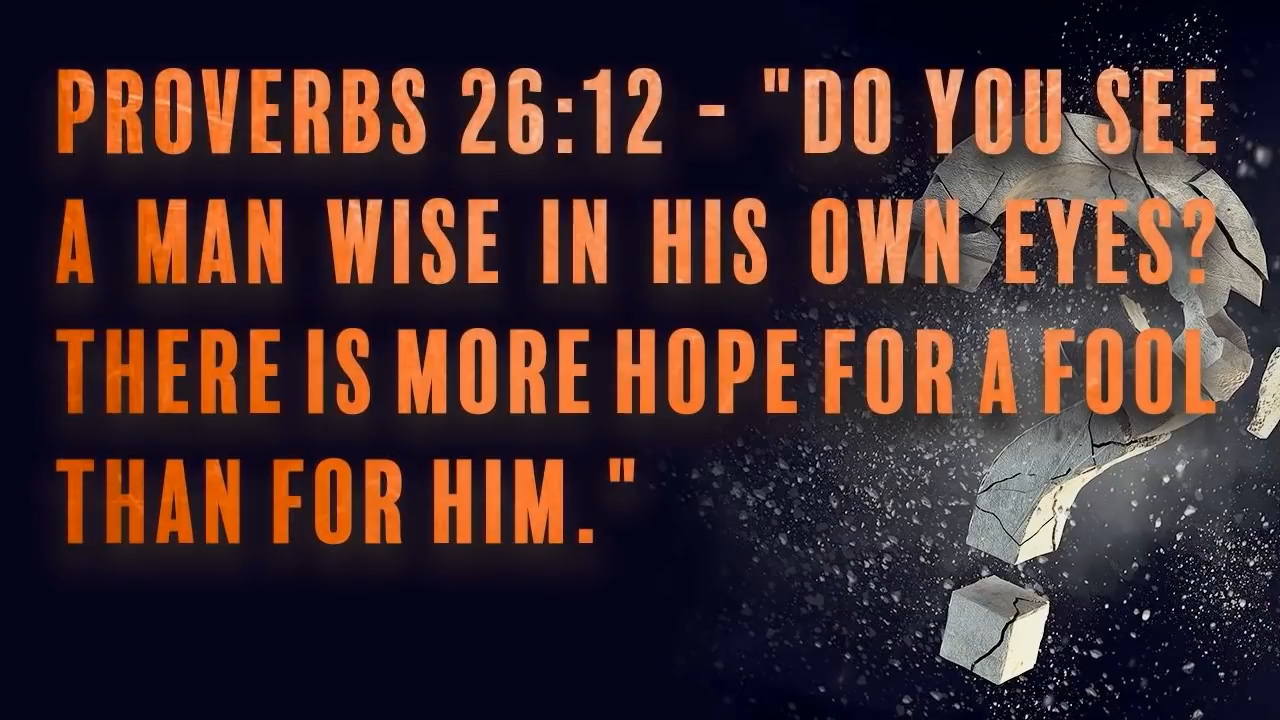 PROVERBS 26:12 - "DO YOU SEE
A MAN WISE IN HIS OWN EYES?
THERE IS MORE HOPE FOR A FOOL
THAN FOR HIM."